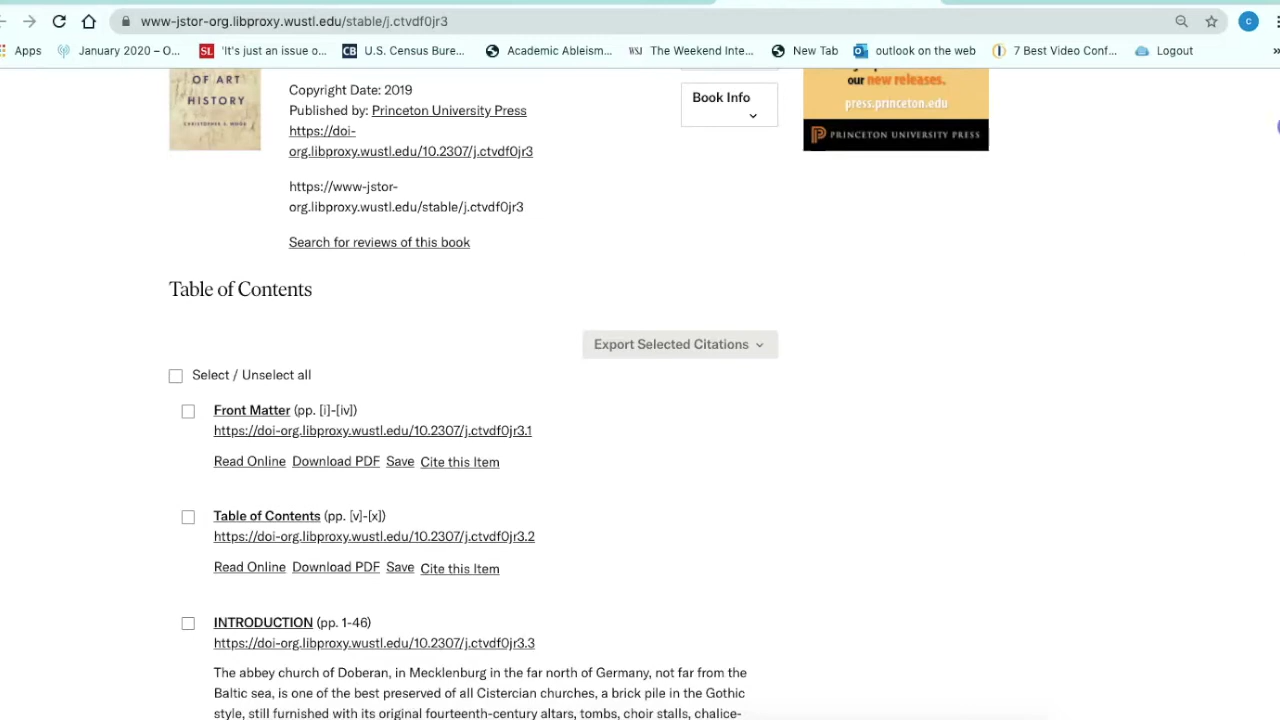 www-jstor-org.libproxy.wustl.edu/stable/j.ctvdf0jr3
c
Apps
January 2020 – O...
SL 'It's just an issue o...
CB U.S. Census Bure...
Academic Ableism...
WSJ The Weekend Inte...
New Tab
outlook on the web
7 Best Video Conf...
Logout
»
OF ART
HISTORY
CHRISTOPHER S. WOOD
Copyright Date: 2019
Published by: Princeton University Press
https://doi-
org.libproxy.wustl.edu/10.2307/j.ctvdf0jr3
https://www-jstor-
org.libproxy.wustl.edu/stable/j.ctvdf0jr3
Search for reviews of this book
Book Info
our new releases.
press.princeton.edu
PRINCETON UNIVERSITY PRESS
Table of Contents
Export Selected Citations
Select / Unselect all
Front Matter (pp. [i]-[iv])
https://doi-org.libproxy.wustl.edu/10.2307/j.ctvdf0jr3.1
Read Online Download PDF Save Cite this Item
Table of Contents (pp. [v]-[x])
https://doi-org.libproxy.wustl.edu/10.2307/j.ctvdf0jr3.2
Read Online Download PDF Save Cite this Item
INTRODUCTION (pp. 1-46)
https://doi-org.libproxy.wustl.edu/10.2307/j.ctvdf0jr3.3
The abbey church of Doberan, in Mecklenburg in the far north of Germany, not far from the
Baltic sea, is one of the best preserved of all Cistercian churches, a brick pile in the Gothic
style, still furnished with its original fourteenth-century altars, tombs, choir stalls, chalice-